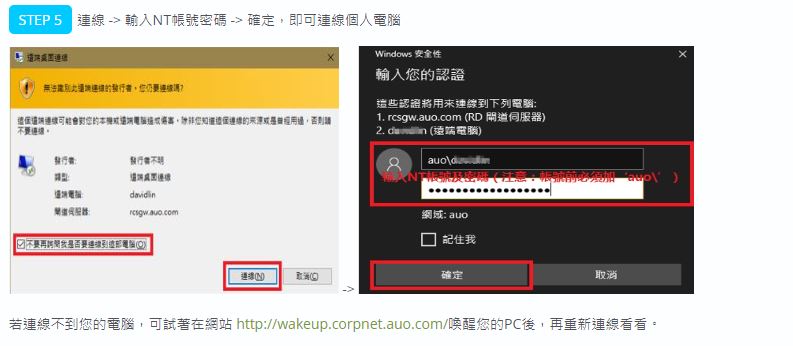 STEP 5 連線 -> 輸入NT帳號密碼 -> 確定，即可連線個人電腦
遠端桌面連線
無法識別此遠端連線的發行者。您仍要連線嗎?
這個遠端連線可能會對您的本機或遠端電腦造成傷害。除非您知道這個連線的來源或是曾經用過，否則請
不要連線。
發行者: 發行者不明
類型: 遠端桌面連線
遠端電腦: davidlin
閘道伺服器: rcsgw.auo.com
不要再詢問我是否要連線到這部電腦(O)
連線(N) 取消(C)
->
Windows 安全性
輸入您的認證
這些認證將用來連線到下列電腦:
1. rcsgw.auo.com (RD 閘道伺服器)
2. (遠端電腦)
auo\
輸入NT帳號及密碼（注意：帳號前必須加‘auo\’）
網域: auo
記住我
確定 取消
若連線不到您的電腦，可試著在網站 http://wakeup.corpnet.auo.com/喚醒您的PC後，再重新連線看看。